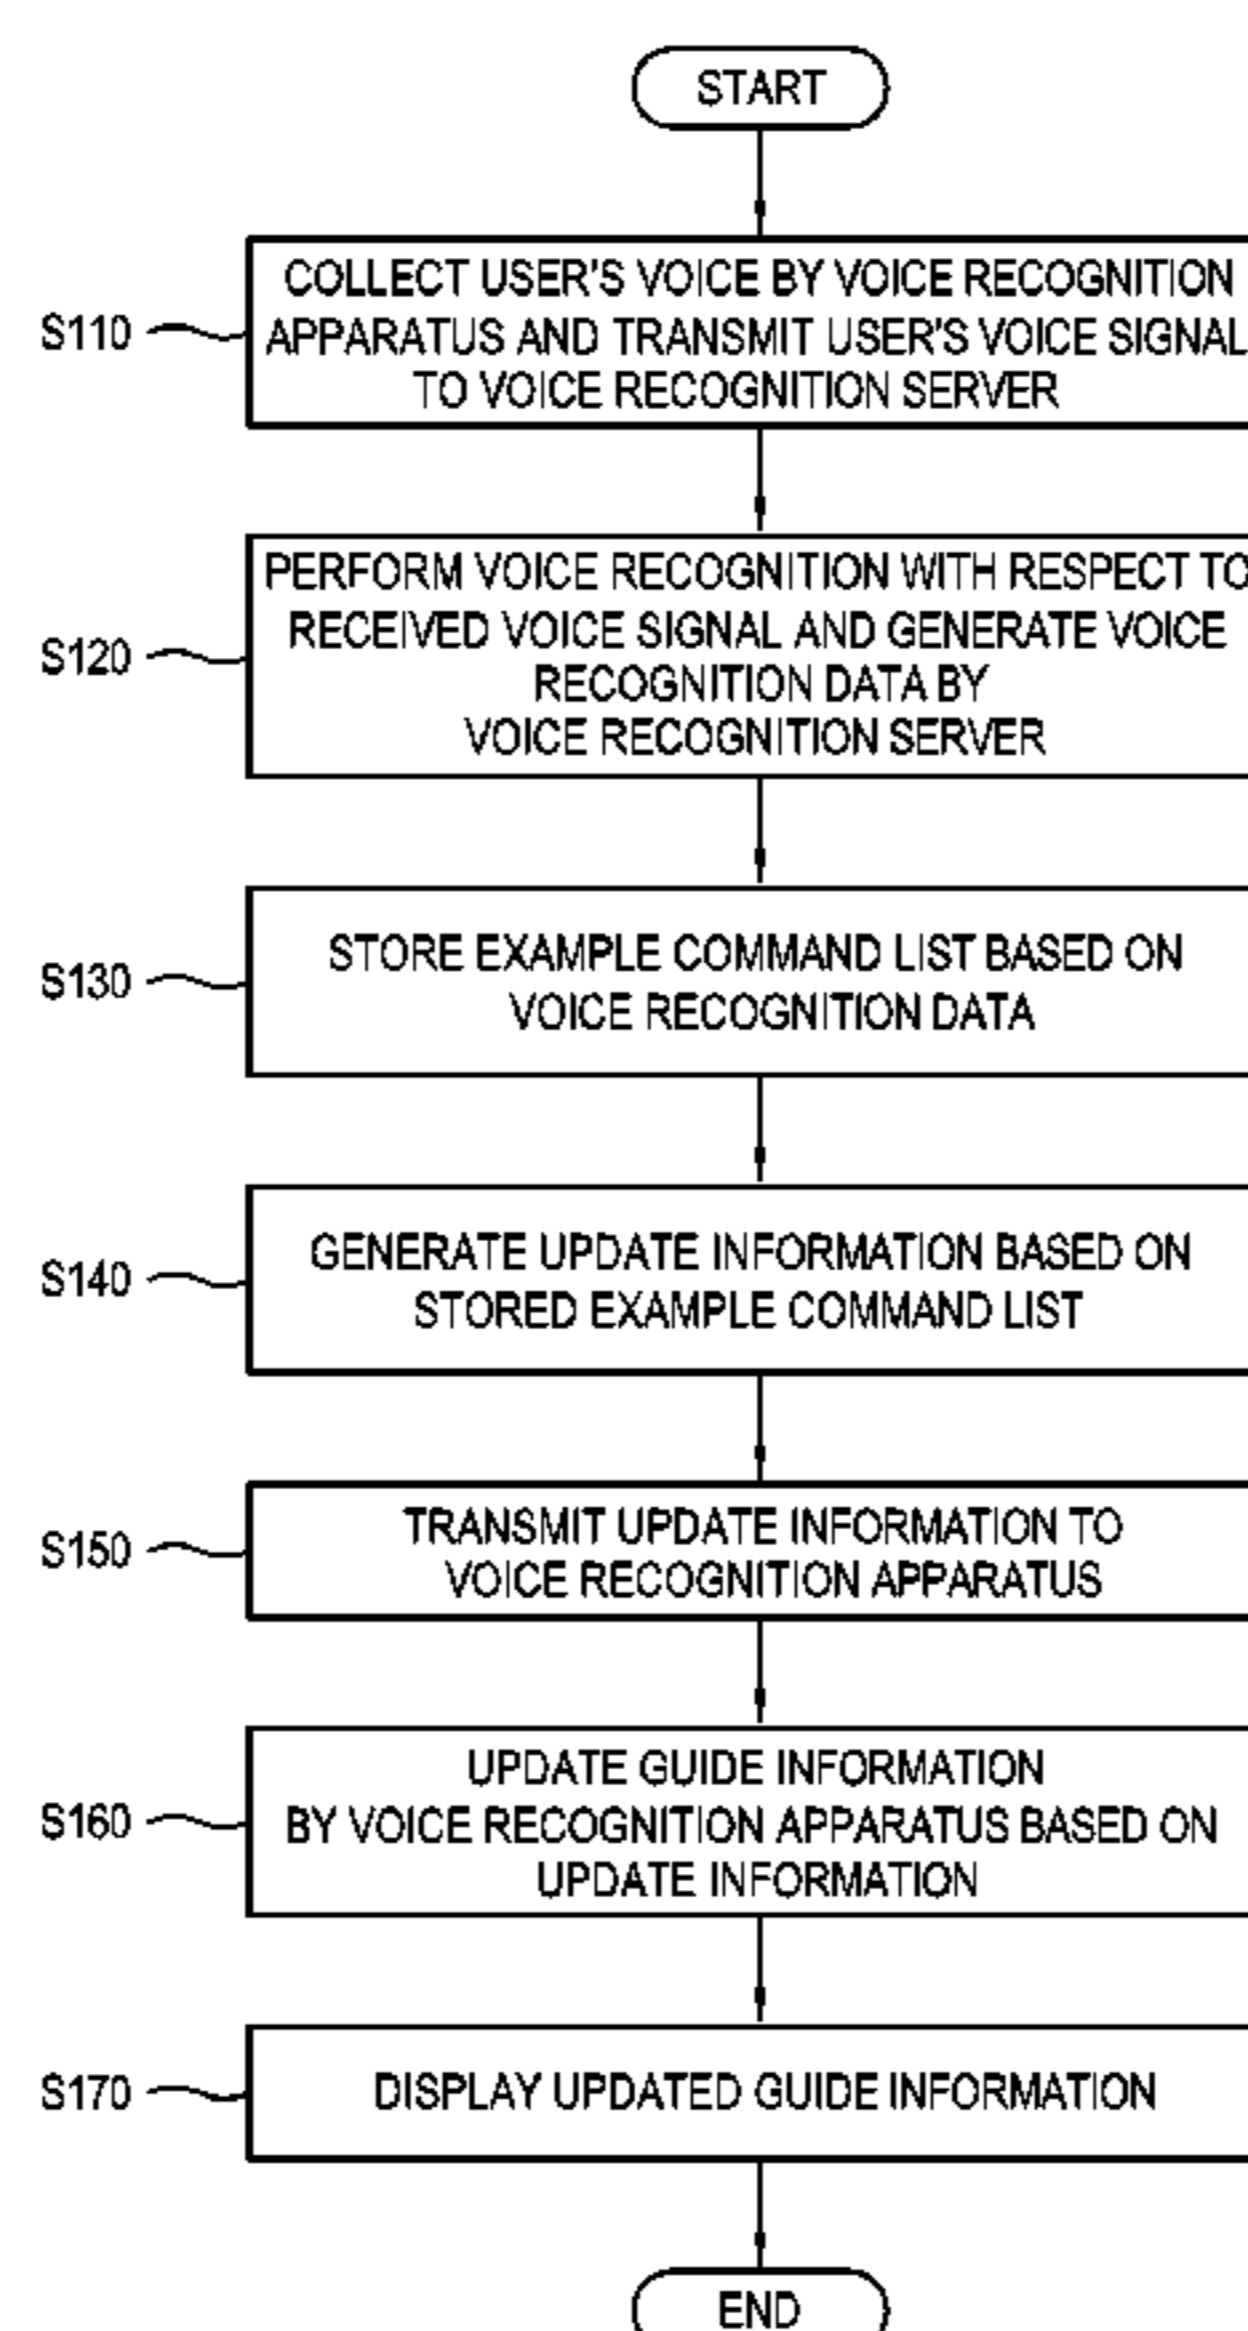 START
S110
COLLECT USER'S VOICE BY VOICE RECOGNITION
APPARATUS AND TRANSMIT USER'S VOICE SIGNAL
TO VOICE RECOGNITION SERVER
S120
PERFORM VOICE RECOGNITION WITH RESPECT TO
RECEIVED VOICE SIGNAL AND GENERATE VOICE
RECOGNITION DATA BY
VOICE RECOGNITION SERVER
S130
STORE EXAMPLE COMMAND LIST BASED ON
VOICE RECOGNITION DATA
S140
GENERATE UPDATE INFORMATION BASED ON
STORED EXAMPLE COMMAND LIST
S150
TRANSMIT UPDATE INFORMATION TO
VOICE RECOGNITION APPARATUS
S160
UPDATE GUIDE INFORMATION
BY VOICE RECOGNITION APPARATUS BASED ON
UPDATE INFORMATION
S170
DISPLAY UPDATED GUIDE INFORMATION
END